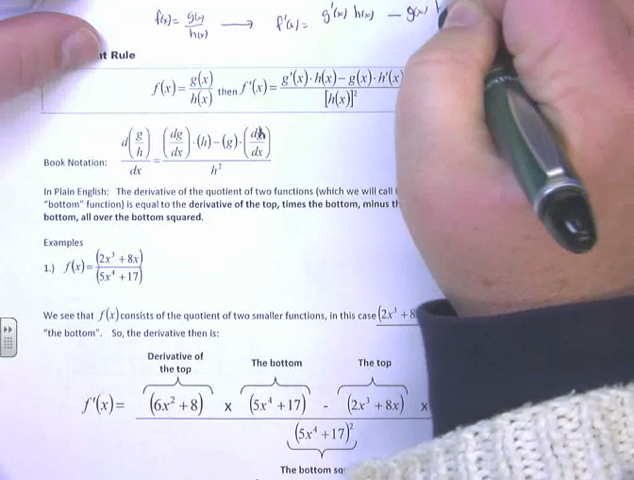 f(x) = g(x)/h(x) → f'(x) = g'(x) h(x) − g(x)
nt Rule
f(x) = g(x)/h(x) then f'(x) = g'(x)·h(x) − g(x)·h'(x) / [h(x)]²
Book Notation: d(g/h)/dx = (dg/dx)·(h) − (g)·(dh/dx) / h²
In Plain English: The derivative of the quotient of two functions (which we will call
"bottom" function) is equal to the derivative of the top, times the bottom, minus
bottom, all over the bottom squared.
Examples
1.) f(x) = (2x³ + 8x)/(5x⁴ + 17)
We see that f(x) consists of the quotient of two smaller functions, in this case (2x³ + 8
"the bottom". So, the derivative then is:
Derivative of the top The bottom The top
f'(x) = (6x² + 8) x (5x⁴ + 17) - (2x³ + 8x) x
(5x⁴ + 17)²
The bottom